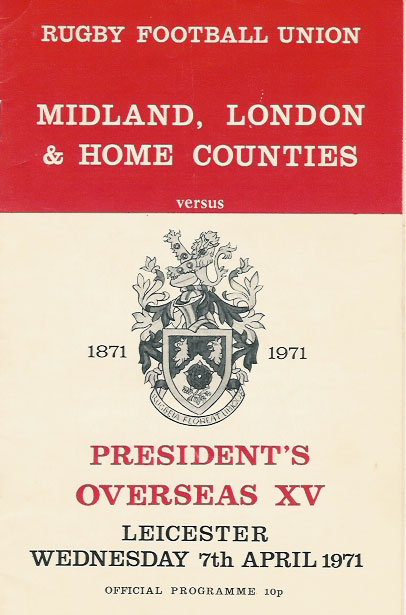 RUGBY FOOTBALL UNION
MIDLAND, LONDON
& HOME COUNTIES
versus
1871 1971
PRESIDENT'S
OVERSEAS XV
LEICESTER
WEDNESDAY 7th APRIL 1971
OFFICIAL PROGRAMME 10p